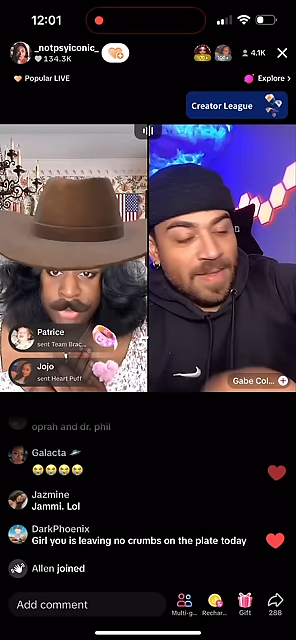 12:01
_notpsyiconic_
134.3K
100+
100+
4.1K
Popular LIVE
Explore
Creator League
Patrice
sent Team Brac...
Jojo
sent Heart Puff
Gabe Col...
oprah and dr. phil
Galacta
Jazmine
Jammi. Lol
DarkPhoenix
Girl you is leaving no crumbs on the plate today
Allen joined
Add comment
Multi-g...
Rechar...
Gift
288